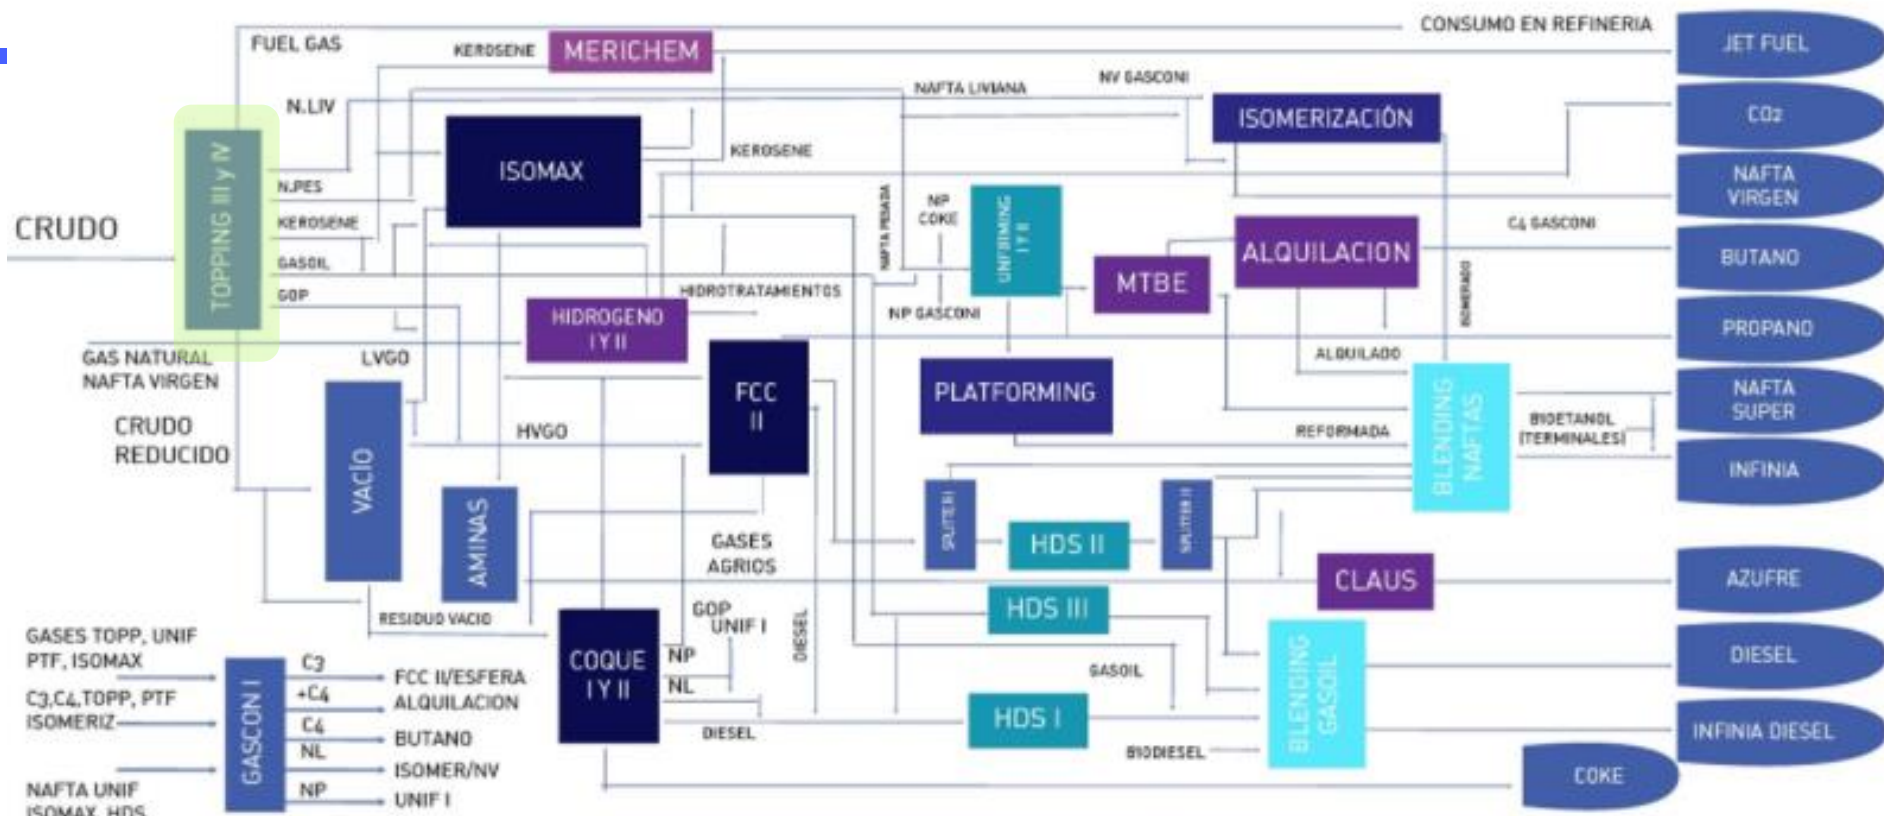 FUEL GAS
CONSUMO EN REFINERIA
JET FUEL
KEROSENE
MERICHEM
NV GASCONI
NAFTA LIVIANA
N.LIV
ISOMERIZACIÓN
CO2
TOPPING III y IV
ISOMAX
KEROSENE
N.PES
NAFTA
VIRGEN
NAFTA PESADA
NP
COKE
UNIFIMING
I Y II
CRUDO
KEROSENE
C4 GASCONI
ALQUILACION
BUTANO
GASOIL
MTBE
ISOMERADO
GOP
HIDROTRATAMIENTOS
NP GASCONI
HIDROGENO
I Y II
PROPANO
GAS NATURAL
NAFTA VIRGEN
LVGO
FCC
II
PLATFORMING
ALQUILADO
NAFTA
SUPER
BLENDING
NAFTAS
BIOETANOL
(TERMINALES)
CRUDO
REDUCIDO
HVGO
REFORMADA
INFINIA
VACÍO
AMINAS
SPLITTER I
HDS II
SPLITTER II
GASES
AGRIOS
CLAUS
AZUFRE
RESIDUO VACIO
GOP
UNIF I
DIESEL
HDS III
COQUE
I Y II
NP
NL
GASOIL
BLENDING
GASOIL
DIESEL
DIESEL
HDS I
BIODIESEL
INFINIA DIESEL
COKE
GASES TOPP, UNIF
PTF, ISOMAX
C3,C4,TOPP, PTF
ISOMERIZ
NAFTA UNIF
ISOMAX, HDS
GASCON I
C3
FCC II/ESFERA
+C4
ALQUILACION
C4
BUTANO
NL
ISOMER/NV
NP
UNIF I